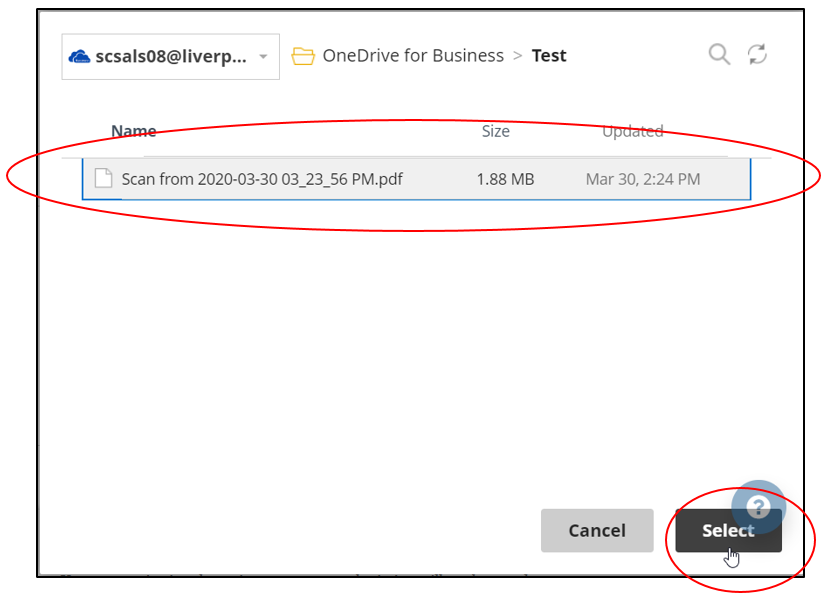 scsals08@liverp... OneDrive for Business > Test
Name Size Updated
Scan from 2020-03-30 03_23_56 PM.pdf 1.88 MB Mar 30, 2:24 PM
?
Cancel Select